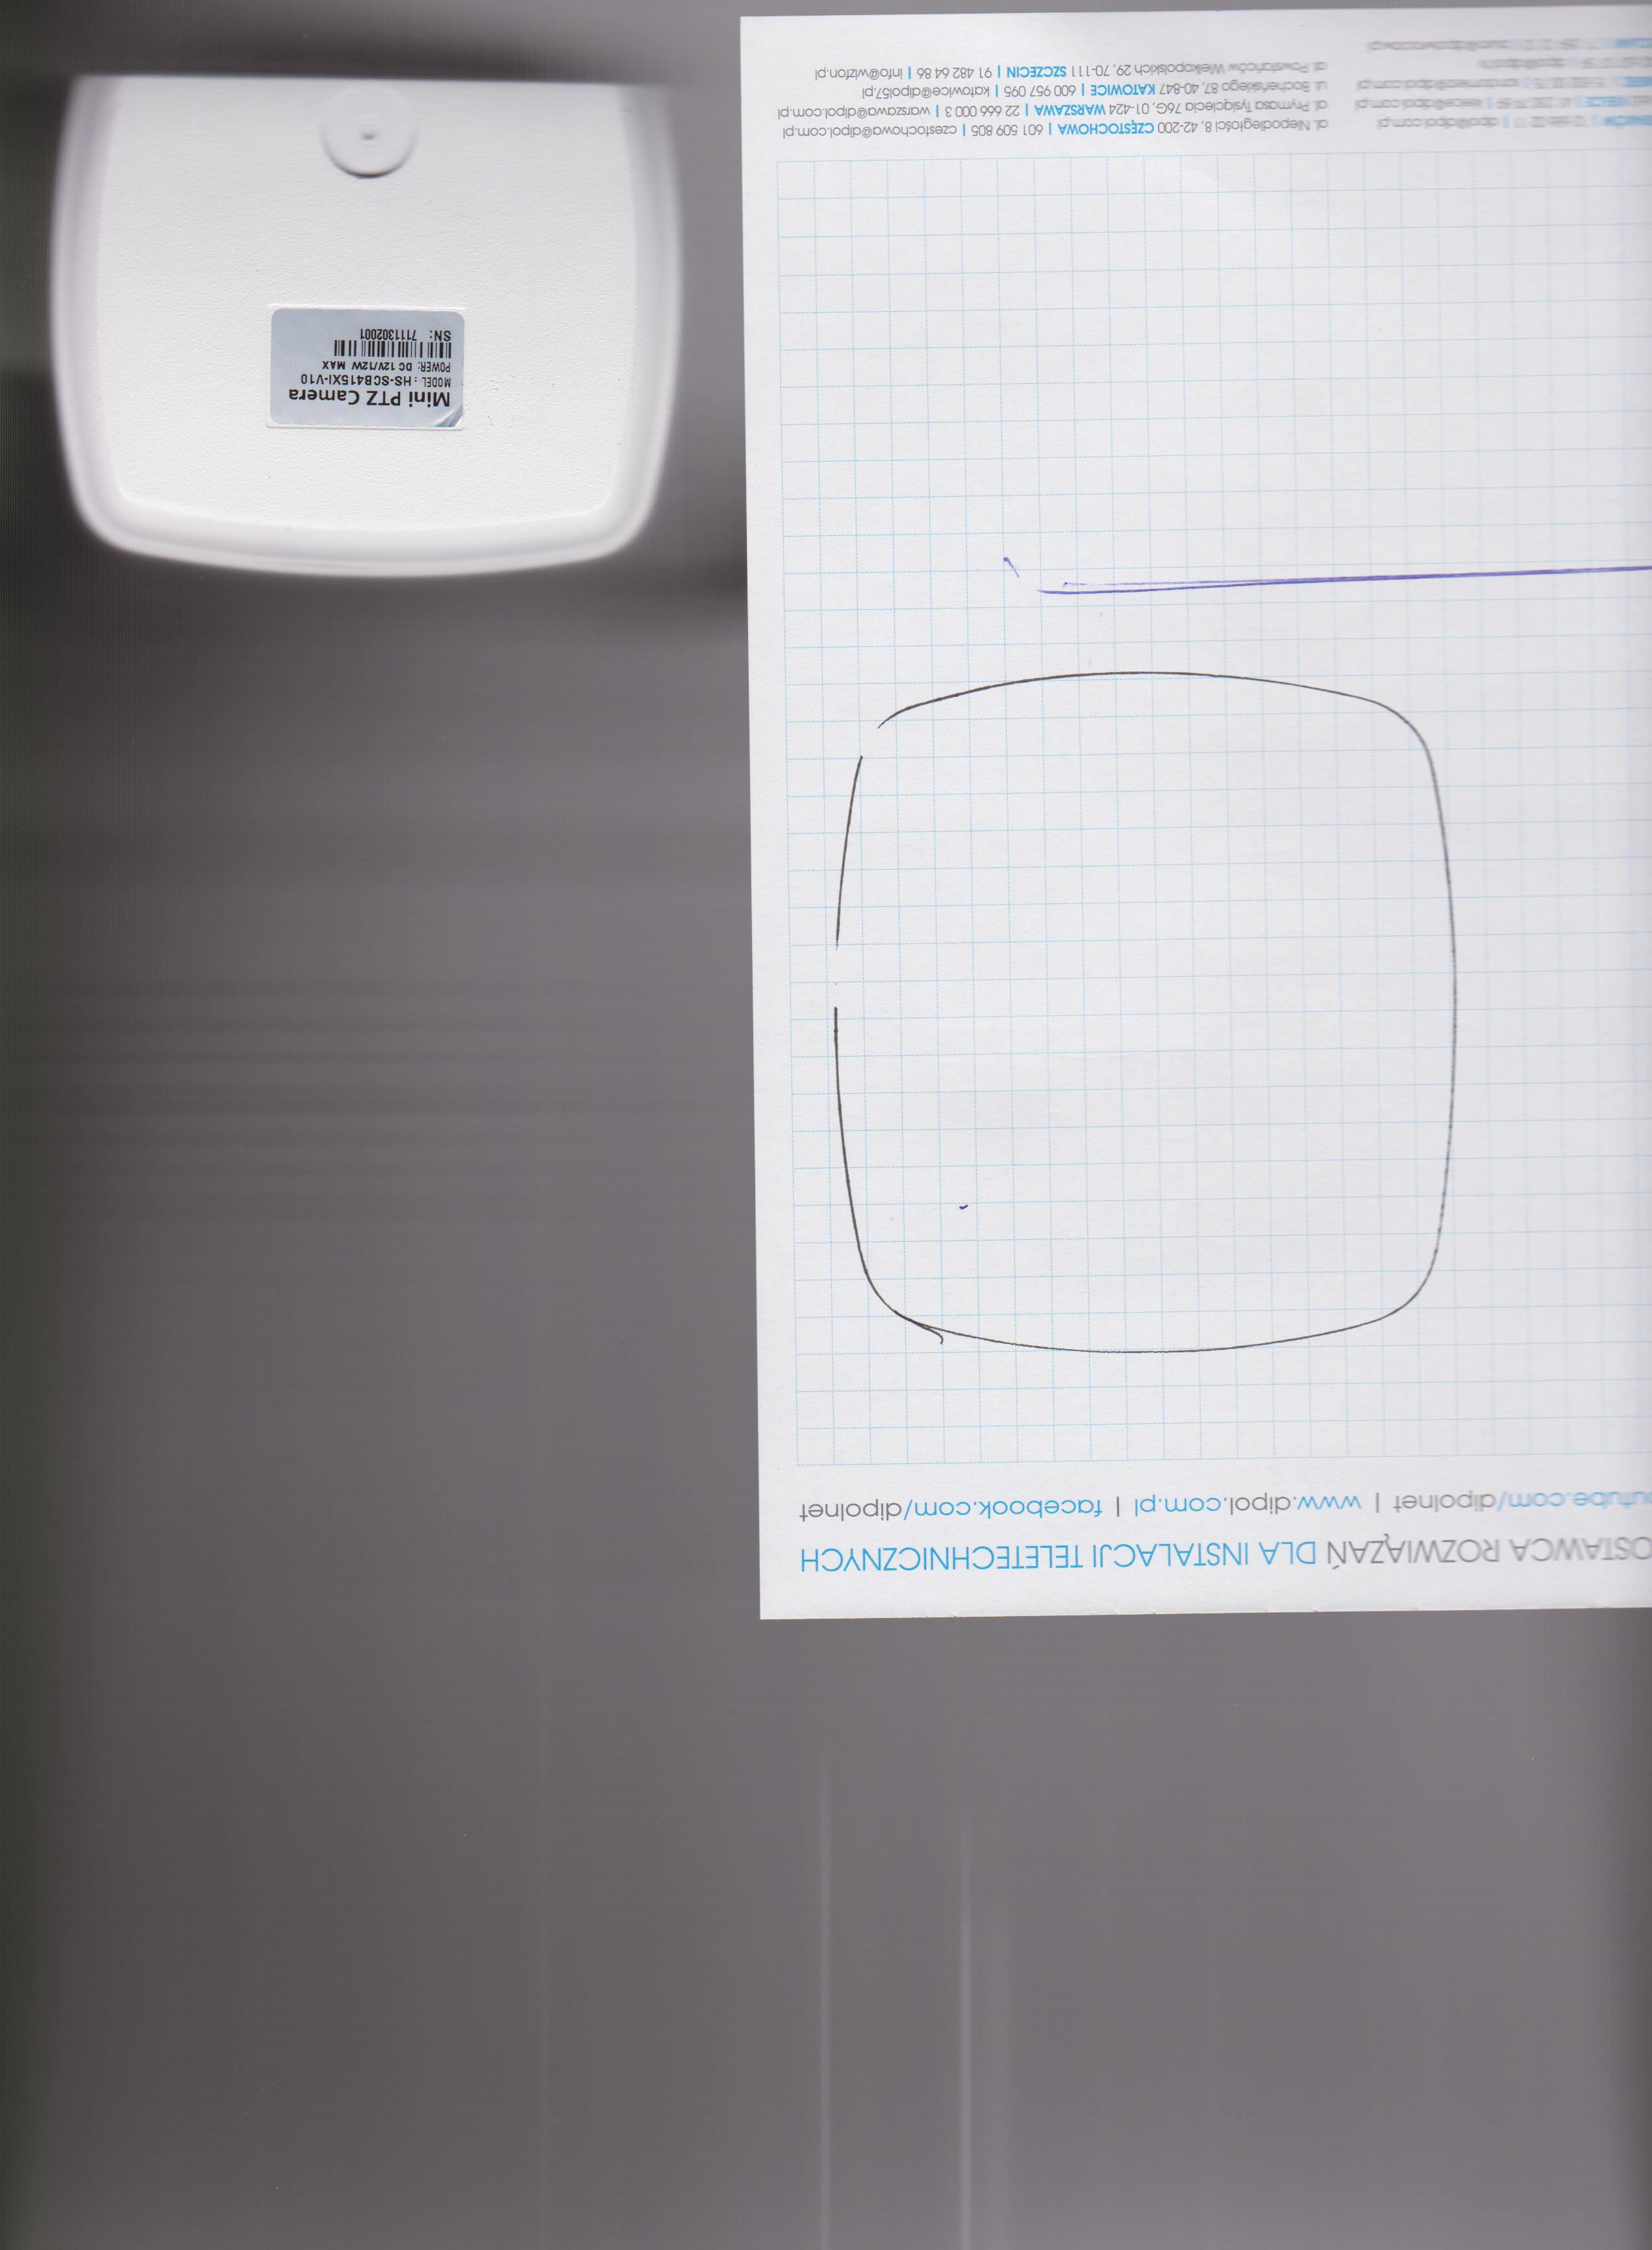 OSTAWCA ROZWIĄZAŃ DLA INSTALACJI TELETECHNICZNYCH
outube.com/dipolnet | www.dipol.com.pl | facebook.com/dipolnet
Mini PTZ Camera
MODEL : HS-SCB415XI-V10
POWER: DC 12V/12W MAX
SN: 7111302001
al. Niepodległości 8, 42-200 CZĘSTOCHOWA | 601 509 805 | czestochowa@dipol.com.pl
al. Prymasa Tysiąclecia 76G, 01-424 WARSZAWA | 22 666 000 3 | warszawa@dipol.com.pl
ul. Bocheńskiego 87, 40-847 KATOWICE | 600 957 095 | katowice@dipol57.pl
al. Powstańców Wielkopolskich 29, 70-111 SZCZECIN | 91 482 64 86 | info@wizfon.pl